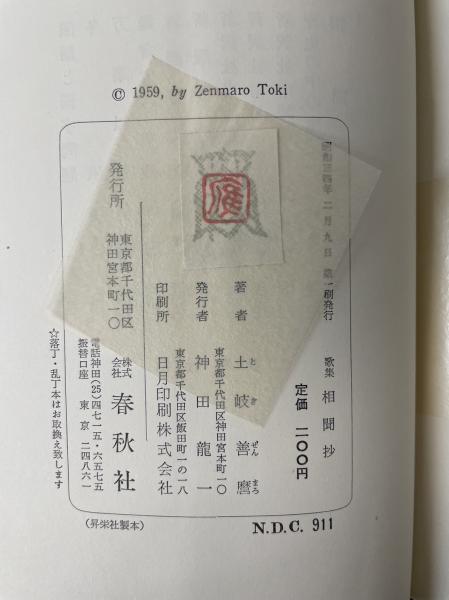 © 1959, by Zenmaro Toki
昭和三四年二月九日 第一刷発行
歌集 相聞抄
定価 二〇〇円
著者 土岐善麿
とき ぜん まろ
東京都千代田区神田宮本町一〇
発行者 神田龍一
東京都千代田区飯田町一の一八
印刷所 日月印刷株式会社
発行所
東京都千代田区
神田宮本町一〇
株式会社 春秋社
電話神田(25)四七一五・六五七五
振替口座 東京二四八六一
☆落丁・乱丁本はお取換え致します
(昇栄社製本)
N.D.C. 911